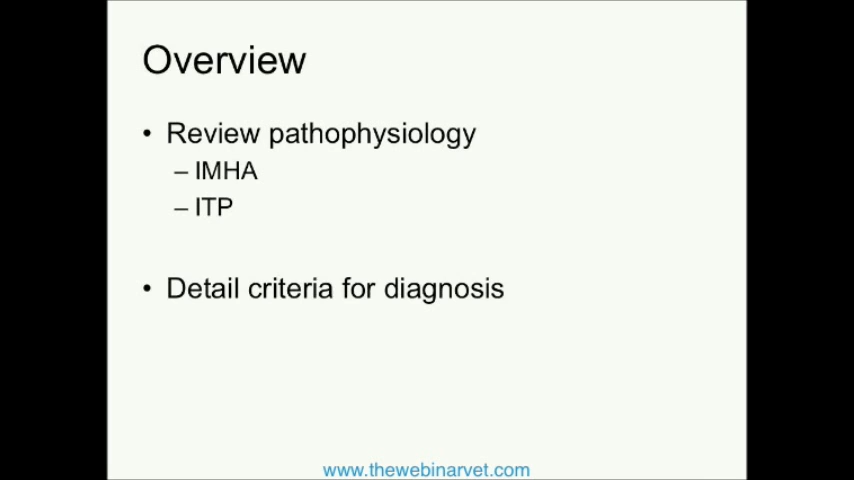 Overview
• Review pathophysiology
– IMHA
– ITP
• Detail criteria for diagnosis
www.thewebinarvet.com